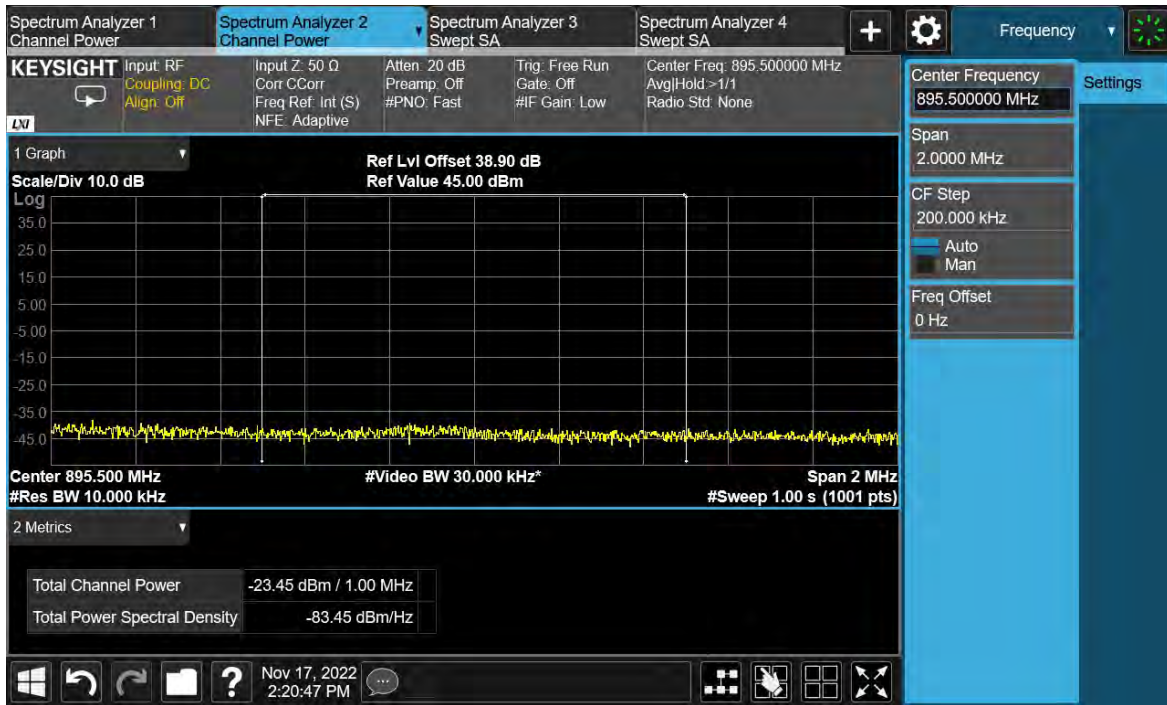 Spectrum Analyzer 1
Channel Power
Spectrum Analyzer 2
Channel Power
Spectrum Analyzer 3
Swept SA
Spectrum Analyzer 4
Swept SA
+
Frequency
KEYSIGHT
LXI
Input: RF
Coupling: DC
Align: Off
Input Z: 50 Ω
Corr CCorr
Freq Ref: Int (S)
NFE: Adaptive
Atten: 20 dB
Preamp: Off
#PNO: Fast
Trig: Free Run
Gate: Off
#IF Gain: Low
Center Freq: 895.500000 MHz
Avg|Hold:>1/1
Radio Std: None
Center Frequency
895.500000 MHz
Settings
Span
2.0000 MHz
CF Step
200.000 kHz
Auto
Man
Freq Offset
0 Hz
1 Graph
Scale/Div 10.0 dB
Ref Lvl Offset 38.90 dB
Ref Value 45.00 dBm
Log
35.0
25.0
15.0
5.00
-5.00
-15.0
-25.0
-35.0
-45.0
Center 895.500 MHz
#Video BW 30.000 kHz*
Span 2 MHz
#Res BW 10.000 kHz
#Sweep 1.00 s (1001 pts)
2 Metrics
Total Channel Power -23.45 dBm / 1.00 MHz
Total Power Spectral Density -83.45 dBm/Hz
?
Nov 17, 2022
2:20:47 PM